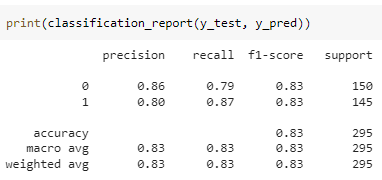 print(classification_report(y_test, y_pred))
precision recall f1-score support
0 0.86 0.79 0.83 150
1 0.80 0.87 0.83 145
accuracy 0.83 295
macro avg 0.83 0.83 0.83 295
weighted avg 0.83 0.83 0.83 295